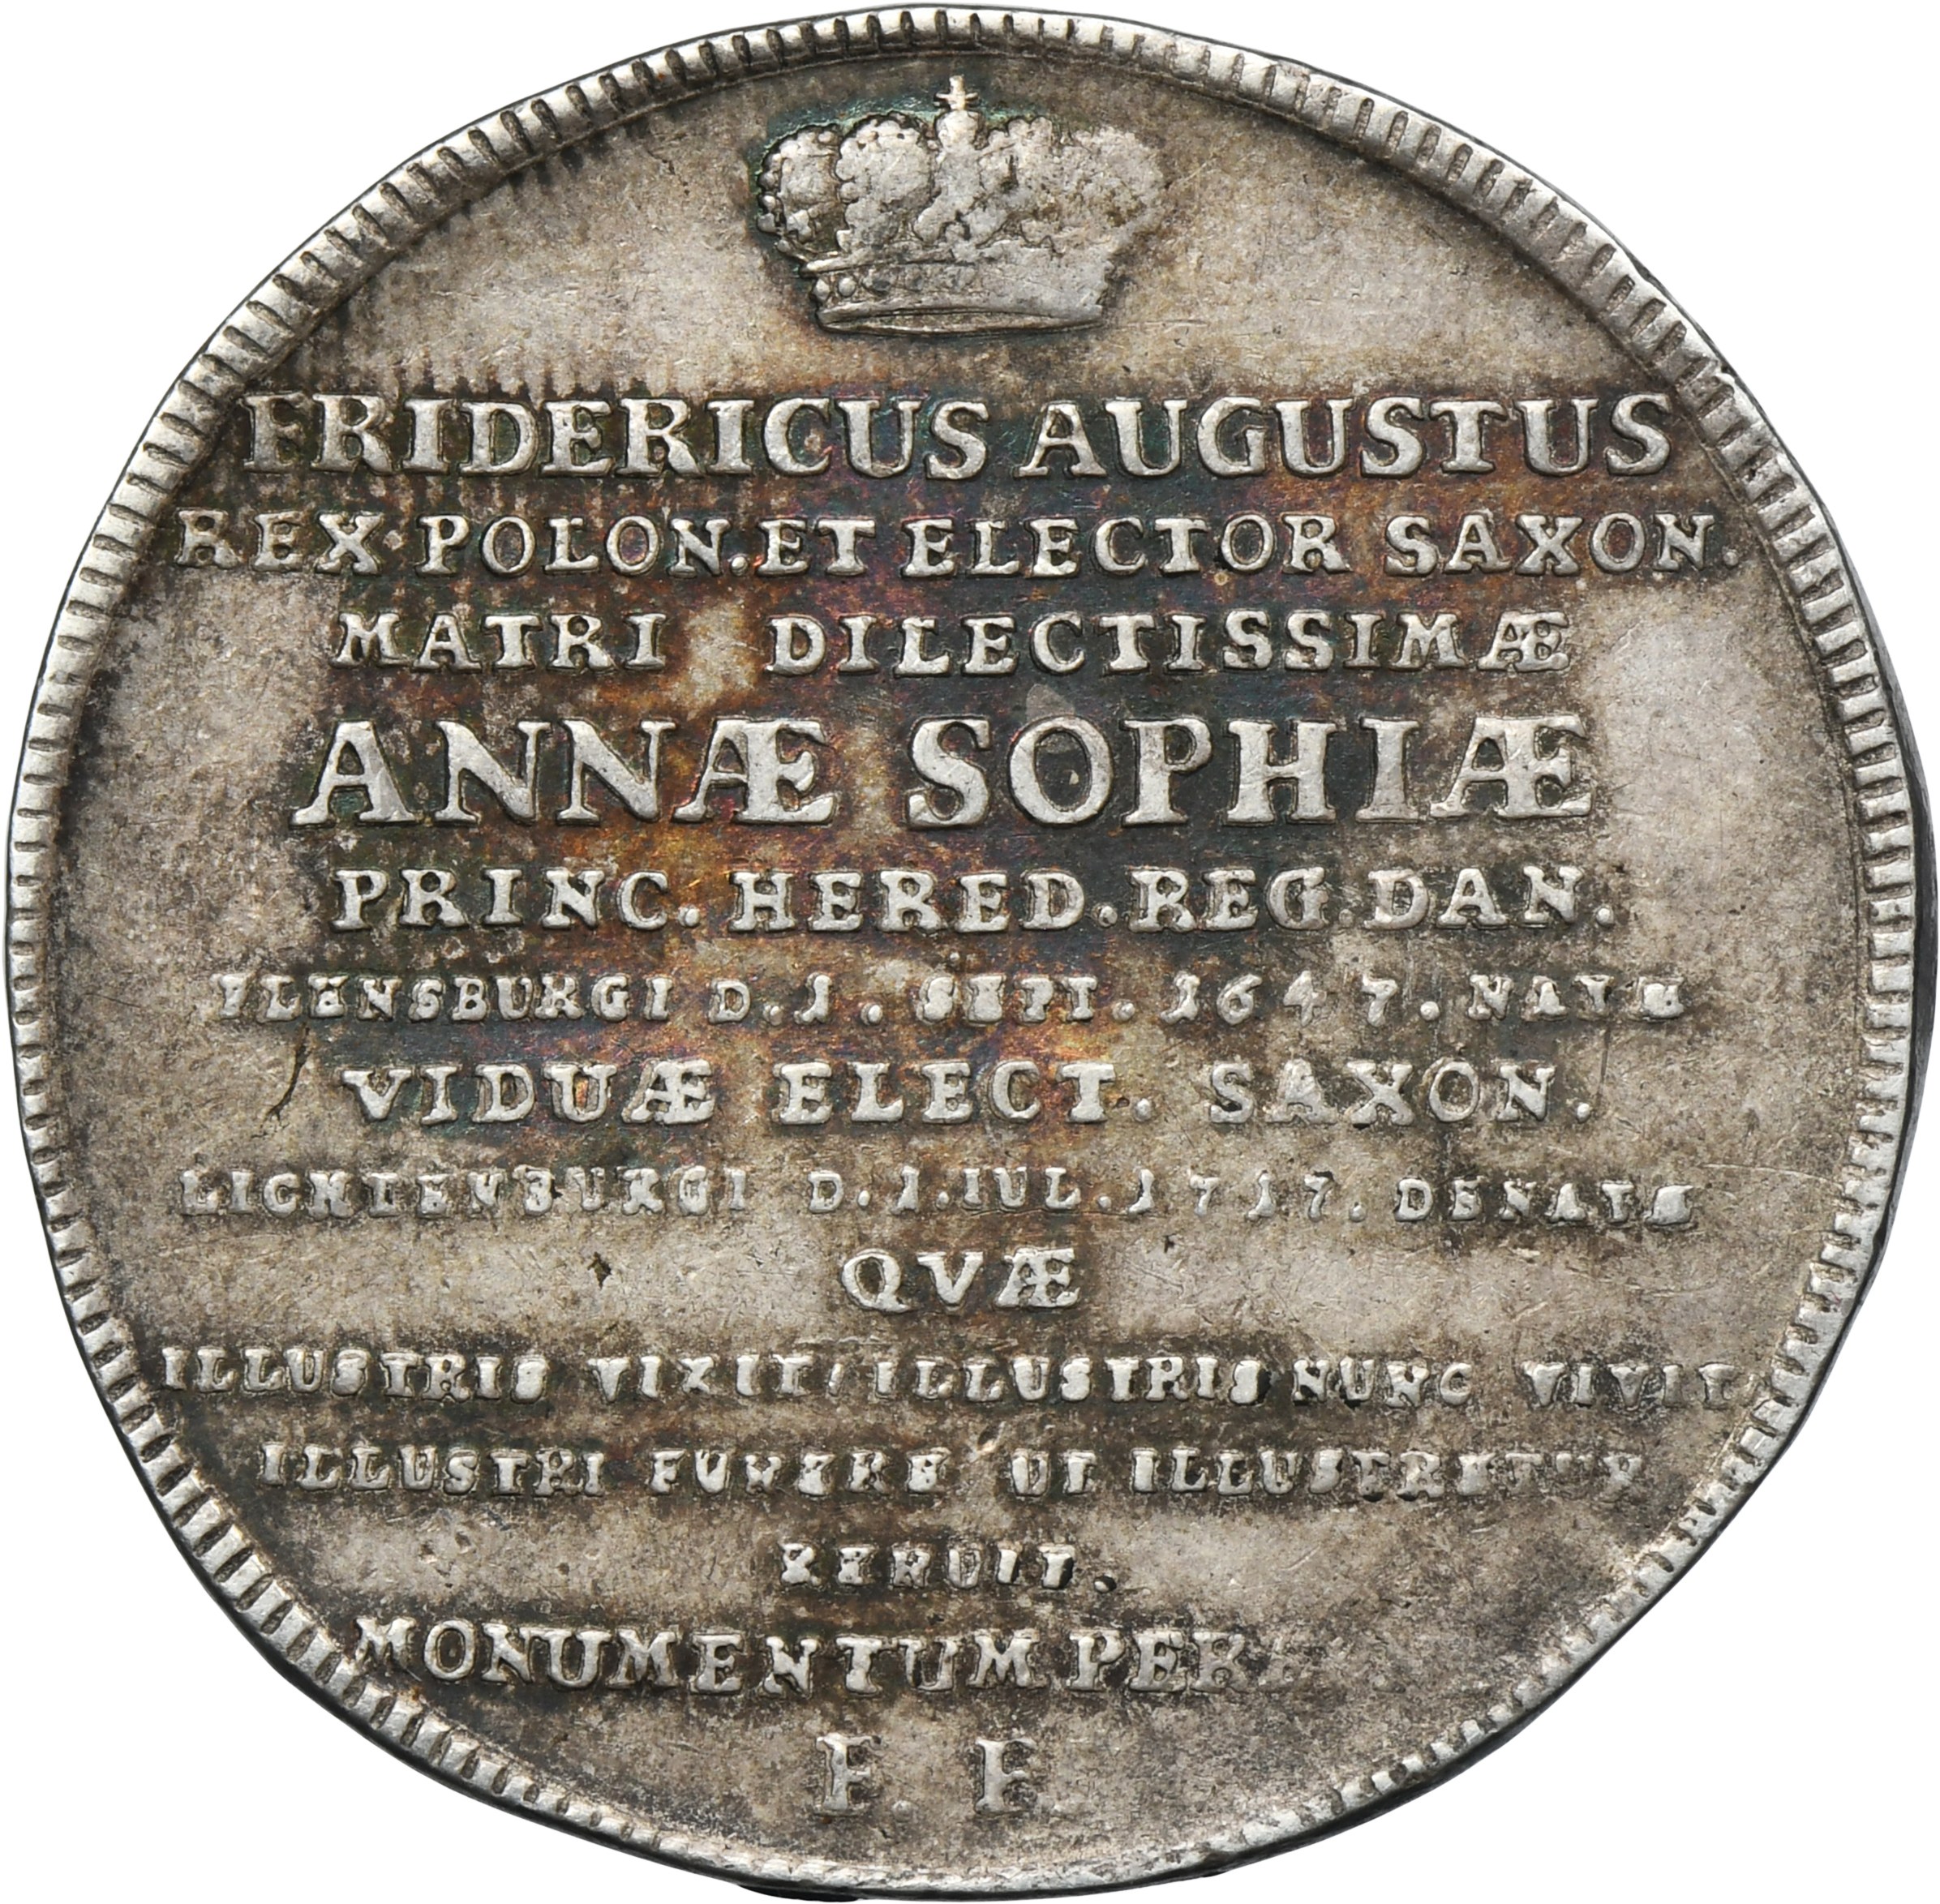 FRIDERICUS AUGUSTUS
REX·POLON.ET ELECTOR SAXON.
MATRI DILECTISSIMÆ
ANNÆ SOPHIÆ
PRINC. HERED.REG.DAN.
FLENSBURGI D.1. SEPT. 1647. NATÆ
VIDUÆ ELECT. SAXON.
LICHTENBURGI D.1.IUL.1717. DENATÆ
QVÆ
ILLUSTRIS VIXIT, ILLUSTRIS NUNC VIVIT
ILLUSTRI FUNERE UT ILLUSTRETUR
MONUMENTUM
F. F.